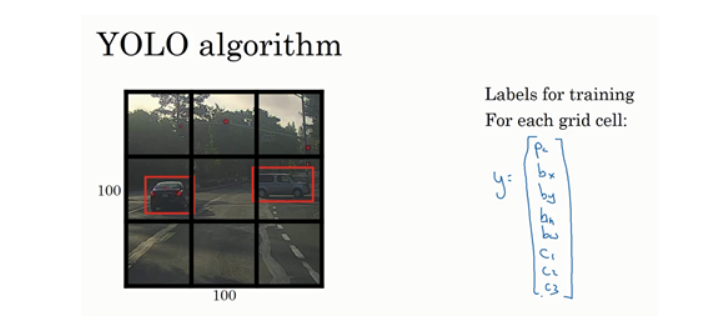 YOLO algorithm
Labels for training
For each grid cell:
100
100
y=
Pc
bx
by
bh
bw
C1
C2
C3